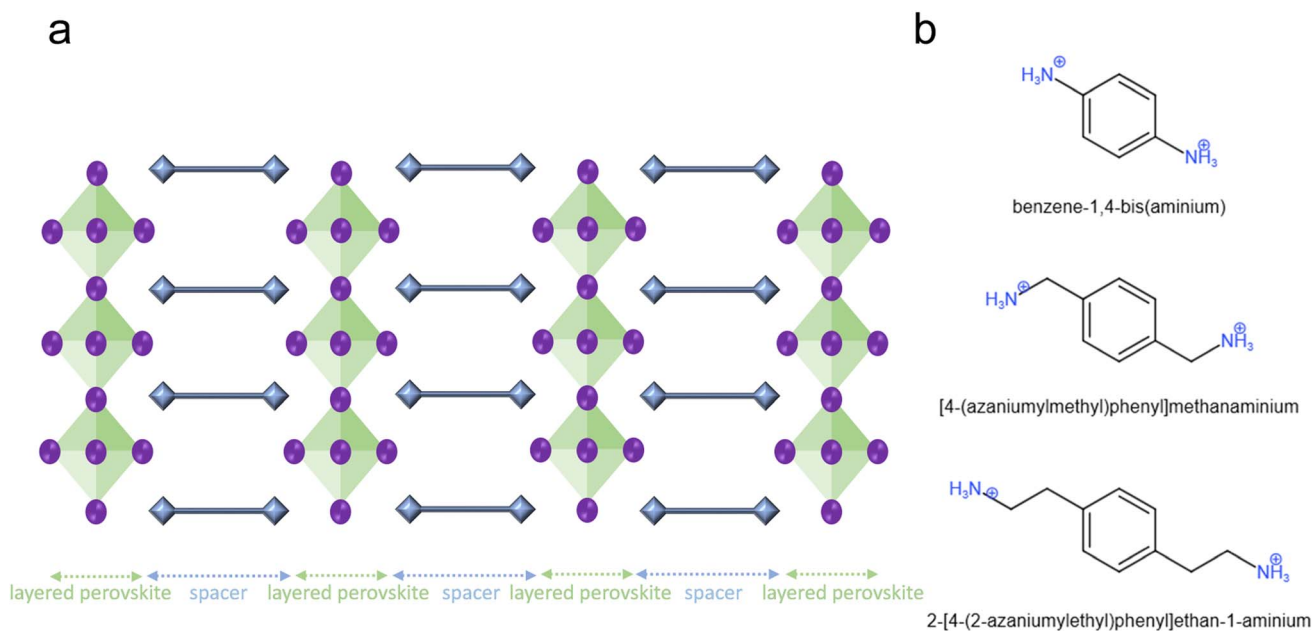 a
b
H₃N⊕
⊕
NH₃
benzene-1,4-bis(aminium)
H₃N⊕
⊕
NH₃
[4-(azaniumylmethyl)phenyl]methanaminium
H₃N⊕
⊕
NH₃
2-[4-(2-azaniumylethyl)phenyl]ethan-1-aminium
layered perovskite spacer layered perovskite spacer layered perovskite spacer layered perovskite